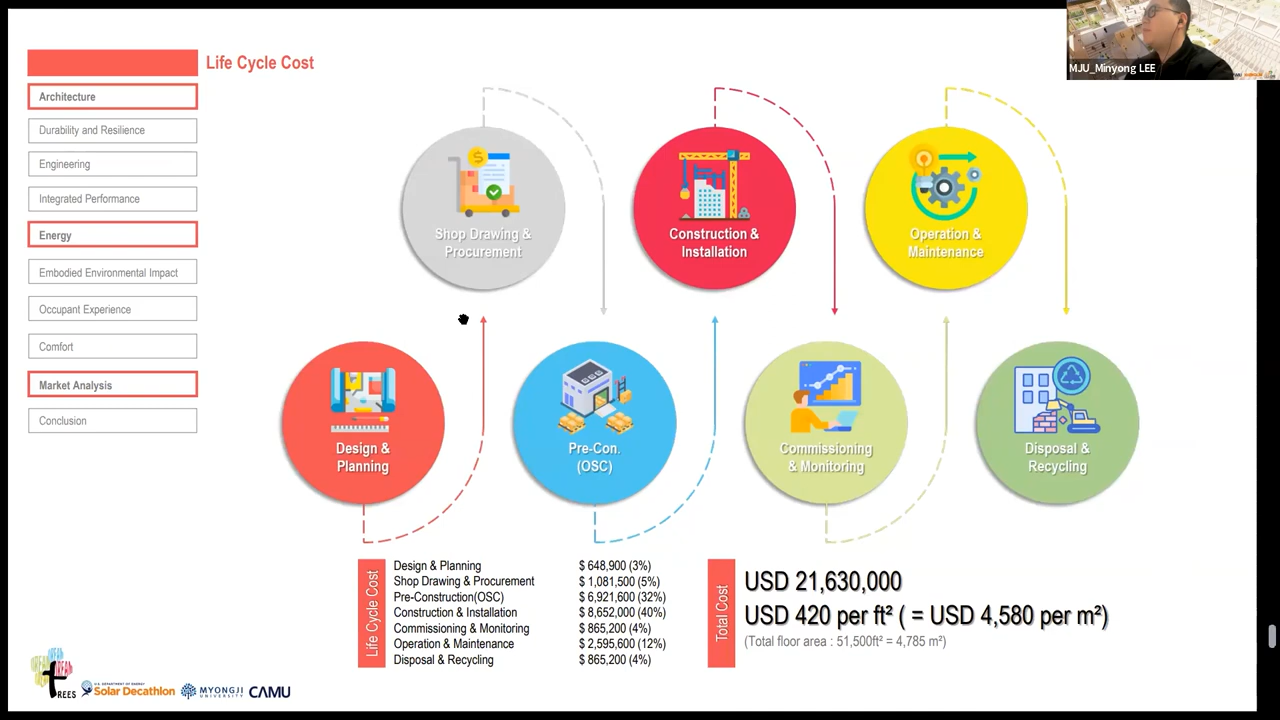 MJU_Minyong LEE
Life Cycle Cost
Architecture
Durability and Resilience
Engineering
Integrated Performance
Energy
Embodied Environmental Impact
Occupant Experience
Comfort
Market Analysis
Conclusion
Shop Drawing &
Procurement
Construction &
Installation
Operation &
Maintenance
Design &
Planning
Pre-Con.
(OSC)
Commissioning
& Monitoring
Disposal &
Recycling
Life Cycle Cost
Design & Planning $ 648,900 (3%)
Shop Drawing & Procurement $ 1,081,500 (5%)
Pre-Construction(OSC) $ 6,921,600 (32%)
Construction & Installation $ 8,652,000 (40%)
Commissioning & Monitoring $ 865,200 (4%)
Operation & Maintenance $ 2,595,600 (12%)
Disposal & Recycling $ 865,200 (4%)
Total Cost
USD 21,630,000
USD 420 per ft² ( = USD 4,580 per m²)
(Total floor area : 51,500ft² = 4,785 m²)
U.S. DEPARTMENT OF ENERGY
Solar Decathlon
MYONGJI
UNIVERSITY
CAMU